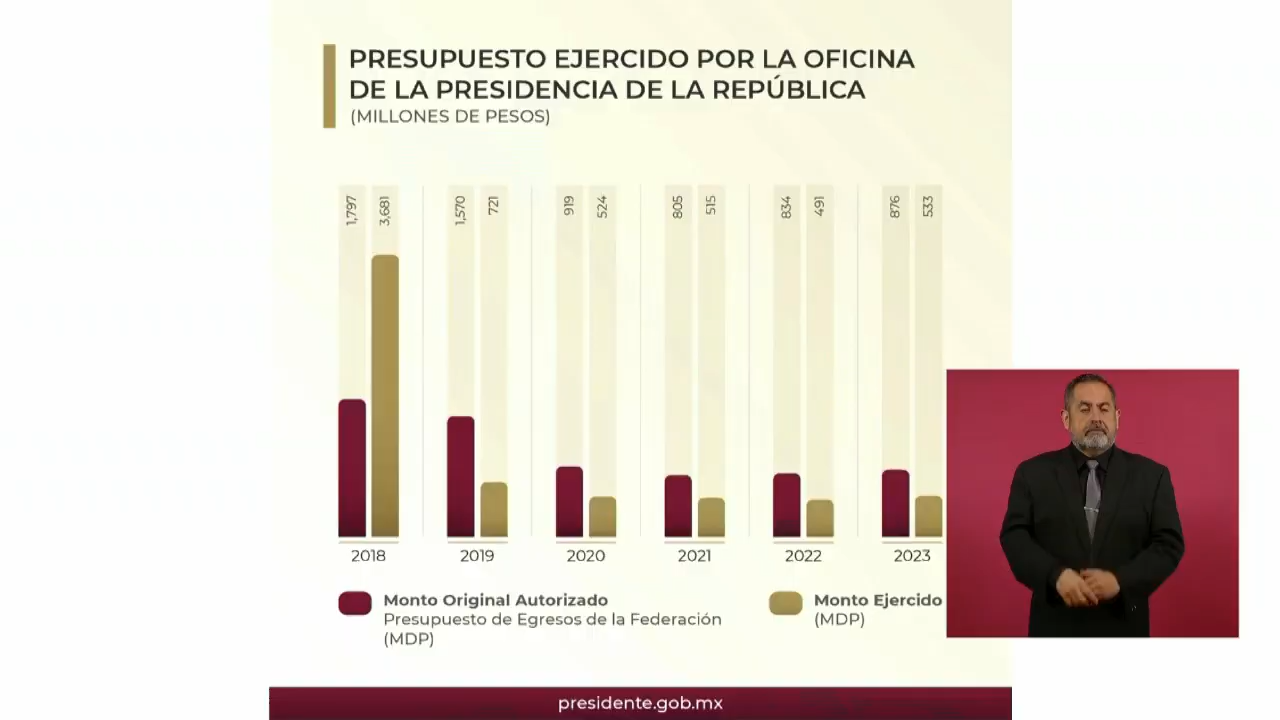 PRESUPUESTO EJERCIDO POR LA OFICINA
DE LA PRESIDENCIA DE LA REPÚBLICA
(MILLONES DE PESOS)
1,797 3,681 1,570 721 919 524 805 515 834 491 876 533
2018 2019 2020 2021 2022 2023
Monto Original Autorizado
Presupuesto de Egresos de la Federación
(MDP)
Monto Ejercido
(MDP)
presidente.gob.mx